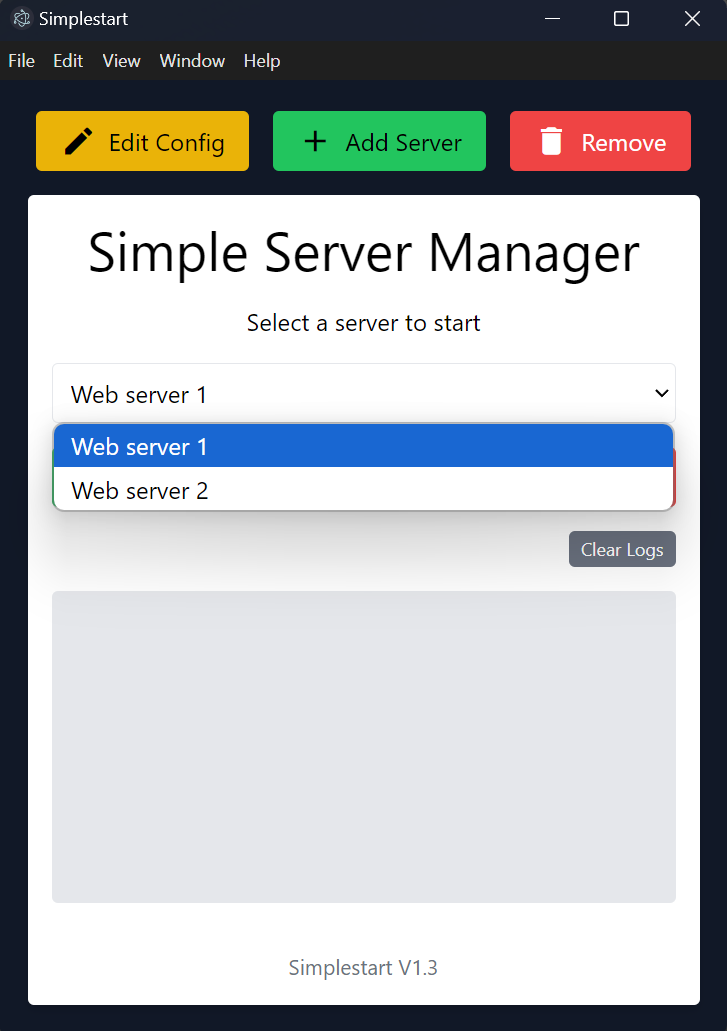 Simplestart
File Edit View Window Help
Edit Config
Add Server
Remove
Simple Server Manager
Select a server to start
Web server 1
Web server 1
Web server 2
Clear Logs
Simplestart V1.3